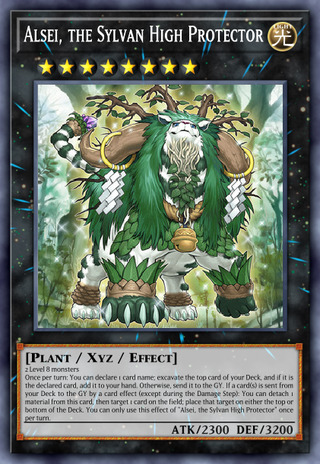 ALSEI, THE SYLVAN HIGH PROTECTOR
LIGHT
光
[PLANT / XYZ / EFFECT]
2 Level 8 monsters
Once per turn: You can declare 1 card name; excavate the top card of your Deck, and if it
is the declared card, add it to your hand. Otherwise, send it to the GY. If a card(s) is sent from
your Deck to the GY by a card effect (except during the Damage Step): You can detach 1
material from this card, then target 1 card on the field; place that target on either the top or
bottom of the Deck. You can only use this effect of "Alsei, the Sylvan High Protector" once
per turn.
ATK/2300 DEF/3200